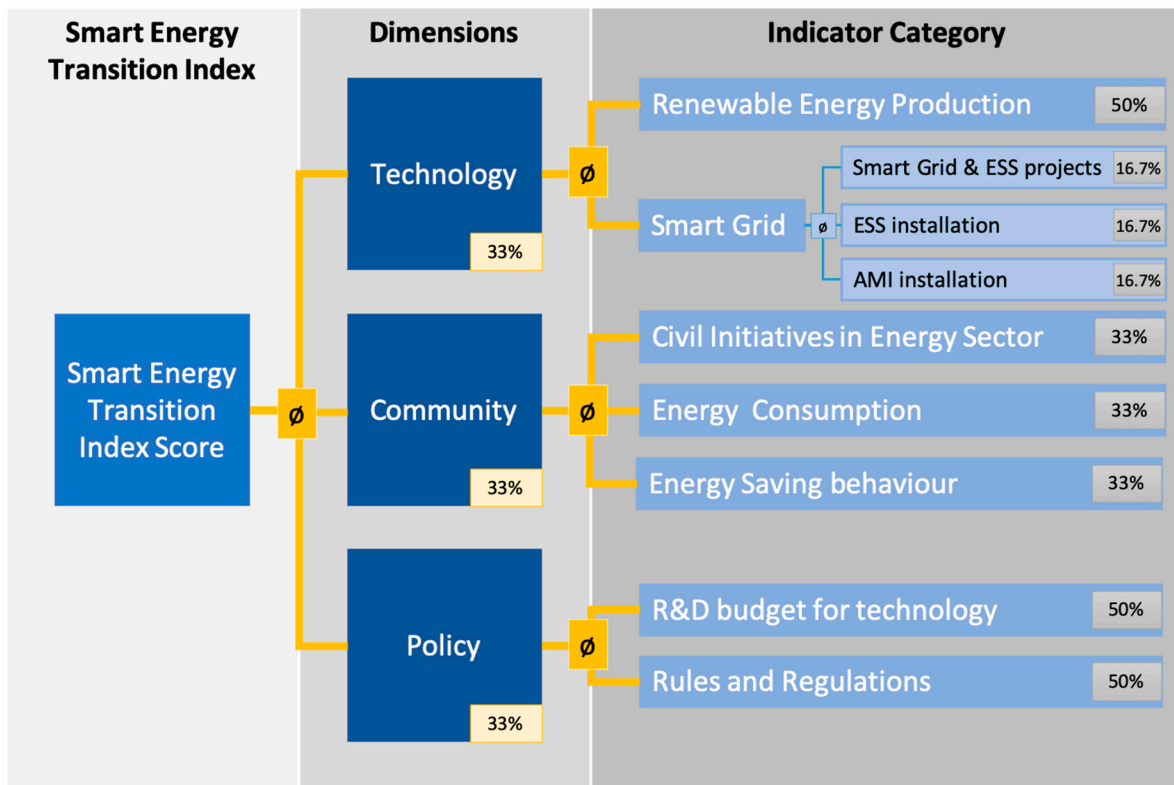 Smart Energy
Transition Index
Dimensions
Indicator Category
Smart Energy
Transition
Index Score
Ø
Technology
33%
Ø
Renewable Energy Production
50%
Smart Grid
Ø
Smart Grid & ESS projects
16.7%
ESS installation
16.7%
AMI installation
16.7%
Community
33%
Ø
Civil Initiatives in Energy Sector
33%
Energy Consumption
33%
Energy Saving behaviour
33%
Policy
33%
Ø
R&D budget for technology
50%
Rules and Regulations
50%